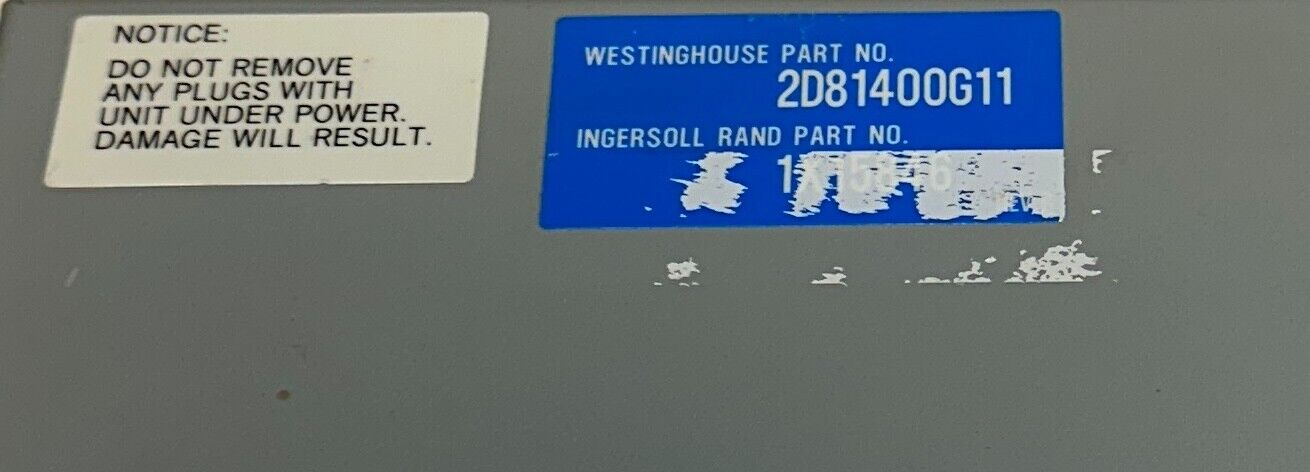 NOTICE:
DO NOT REMOVE
ANY PLUGS WITH
UNIT UNDER POWER.
DAMAGE WILL RESULT.
WESTINGHOUSE PART NO.
2D81400G11
INGERSOLL RAND PART NO.